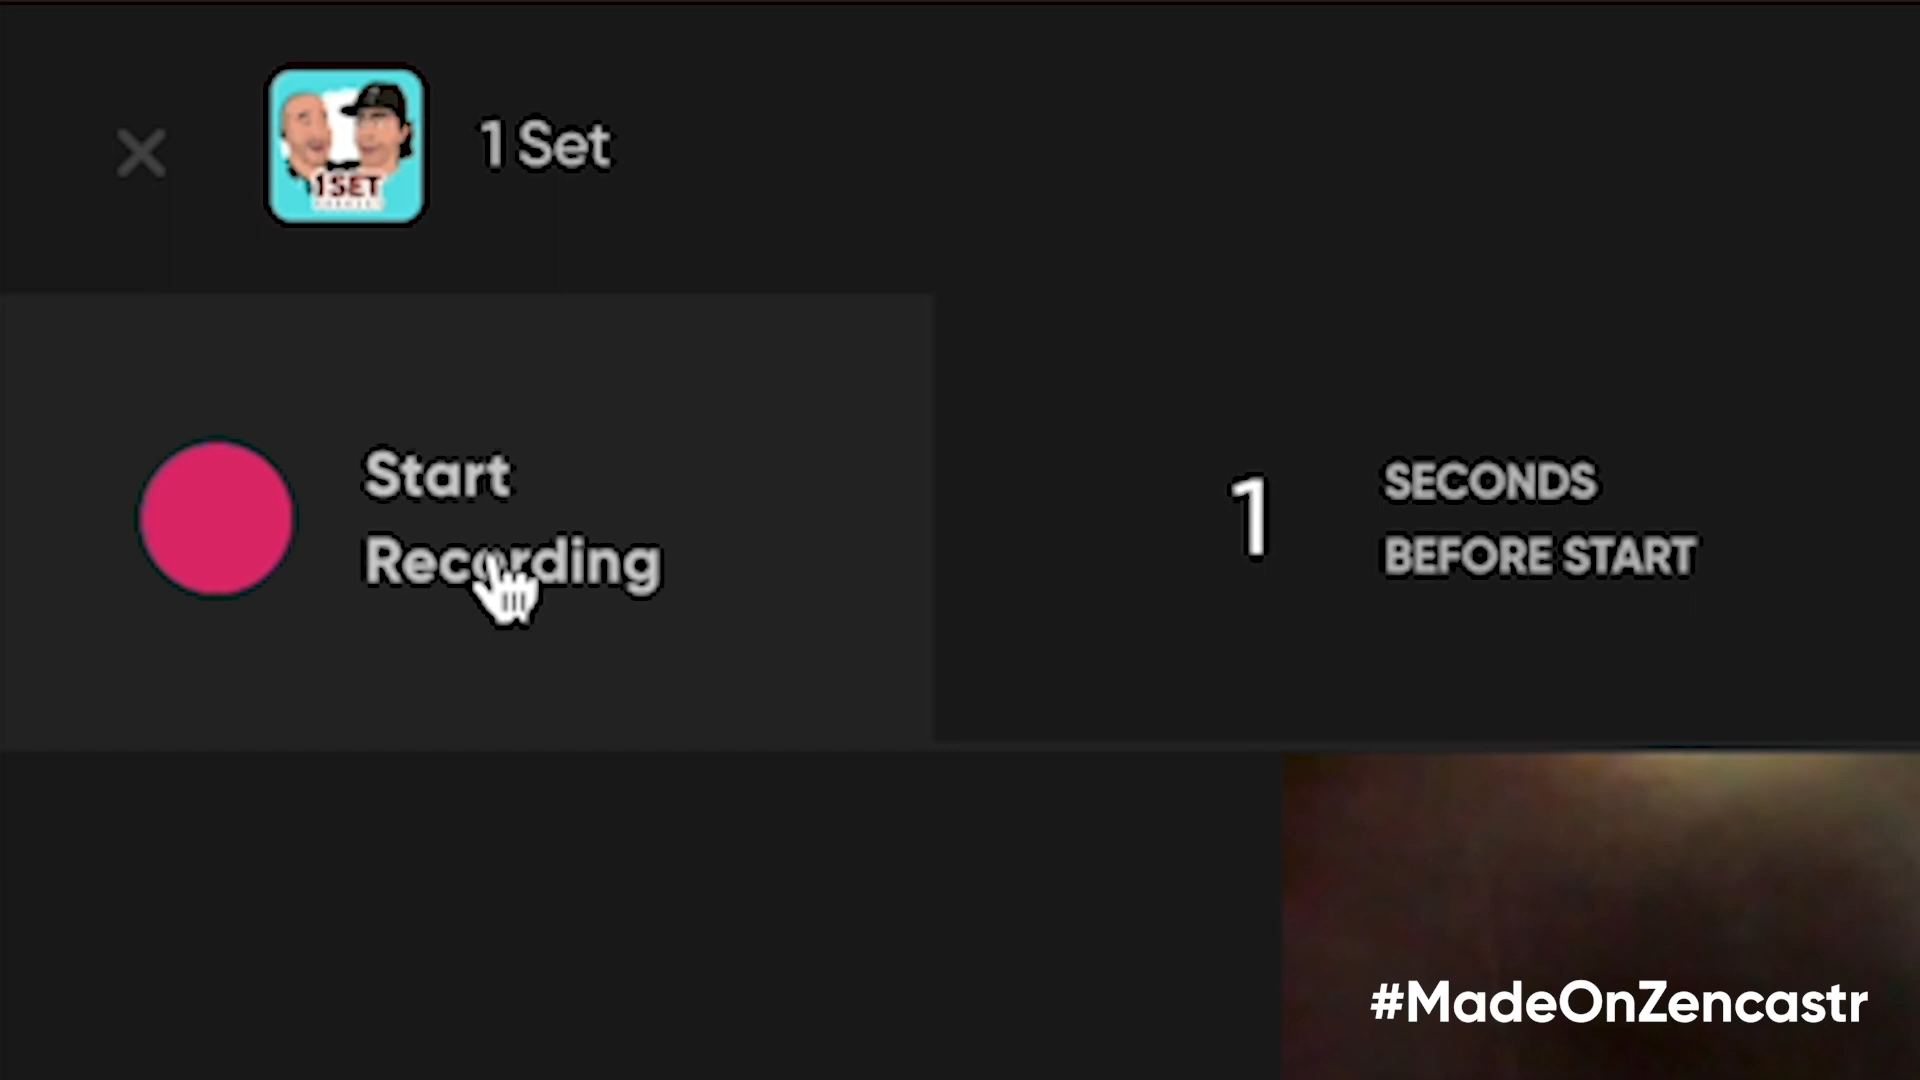 1 Set
1SET
Start
Recording
1
SECONDS
BEFORE START
#MadeOnZencastr